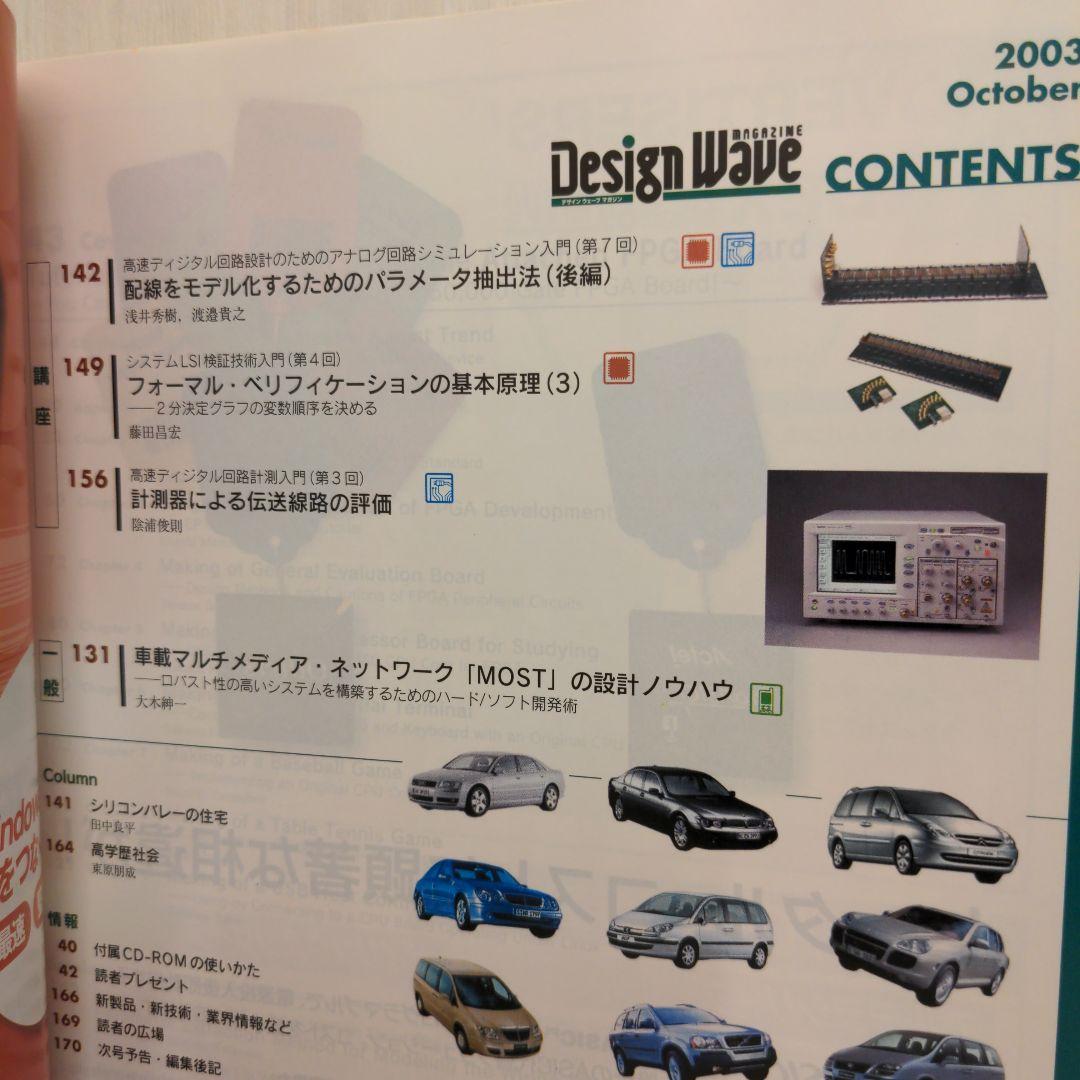 2003
October
Design Wave MAGAZINE
デザイン ウェーブ マガジン
CONTENTS
講座
142
高速ディジタル回路設計のためのアナログ回路シミュレーション入門(第7回)
配線をモデル化するためのパラメータ抽出法(後編)
浅井秀樹, 渡邉貴之
149
システムLSI検証技術入門(第4回)
フォーマル・ベリフィケーションの基本原理(3)
——2分決定グラフの変数順序を決める
藤田昌宏
156
高速ディジタル回路計測入門(第3回)
計測器による伝送線路の評価
陰浦俊則
一般
131
車載マルチメディア・ネットワーク「MOST」の設計ノウハウ
——ロバスト性の高いシステムを構築するためのハード/ソフト開発術
大木紳一
Column
141 シリコンバレーの住宅
田中良平
164 高学歴社会
東原朋成
情報
40 付属CD-ROMの使いかた
42 読者プレゼント
166 新製品・新技術・業界情報など
169 読者の広場
170 次号予告・編集後記
をつな
最速